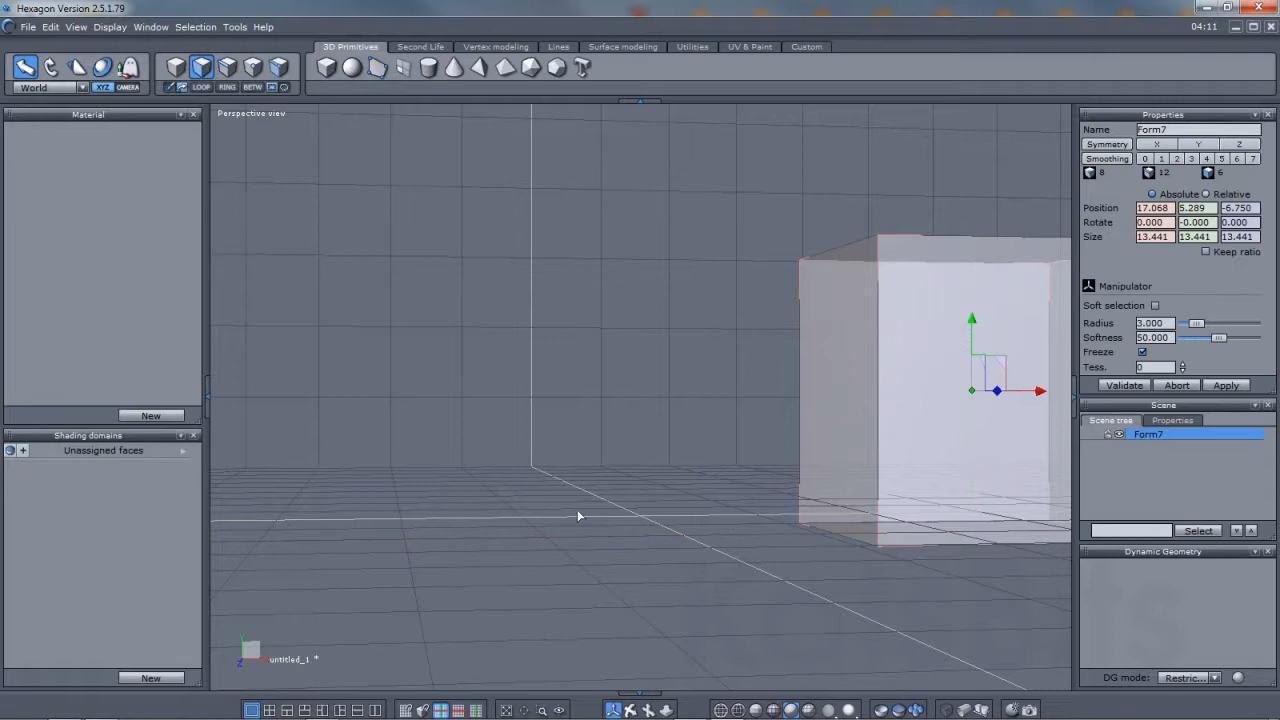 Hexagon Version 2.5.1.79
File Edit View Display Window Selection Tools Help
04:11
3D Primitives Second Life Vertex modeling Lines Surface modeling Utilities UV & Paint Custom
World
XYZ CAMERA
LOOP RING BETW
Material
New
Shading domains
Unassigned faces
New
Perspective view
Y
Z
untitled_1 *
Properties
Name Form7
Symmetry X Y Z
Smoothing 0 1 2 3 4 5 6 7
8 12 6
Absolute Relative
Position 17.068 5.289 -6.750
Rotate 0.000 -0.000 0.000
Size 13.441 13.441 13.441
Keep ratio
Manipulator
Soft selection
Radius 3.000
Softness 50.000
Freeze
Tess. 0
Validate Abort Apply
Scene
Scene tree Properties
Form7
Select
Dynamic Geometry
ts
DG mode: Restric...